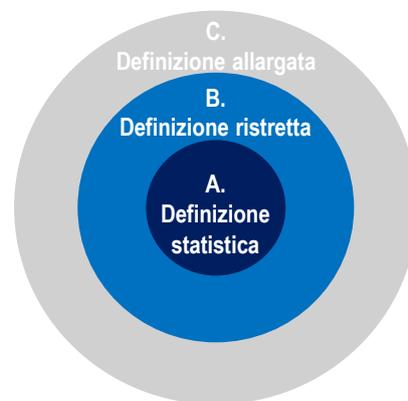 C.
Definizione allargata
B.
Definizione ristretta
A.
Definizione
statistica